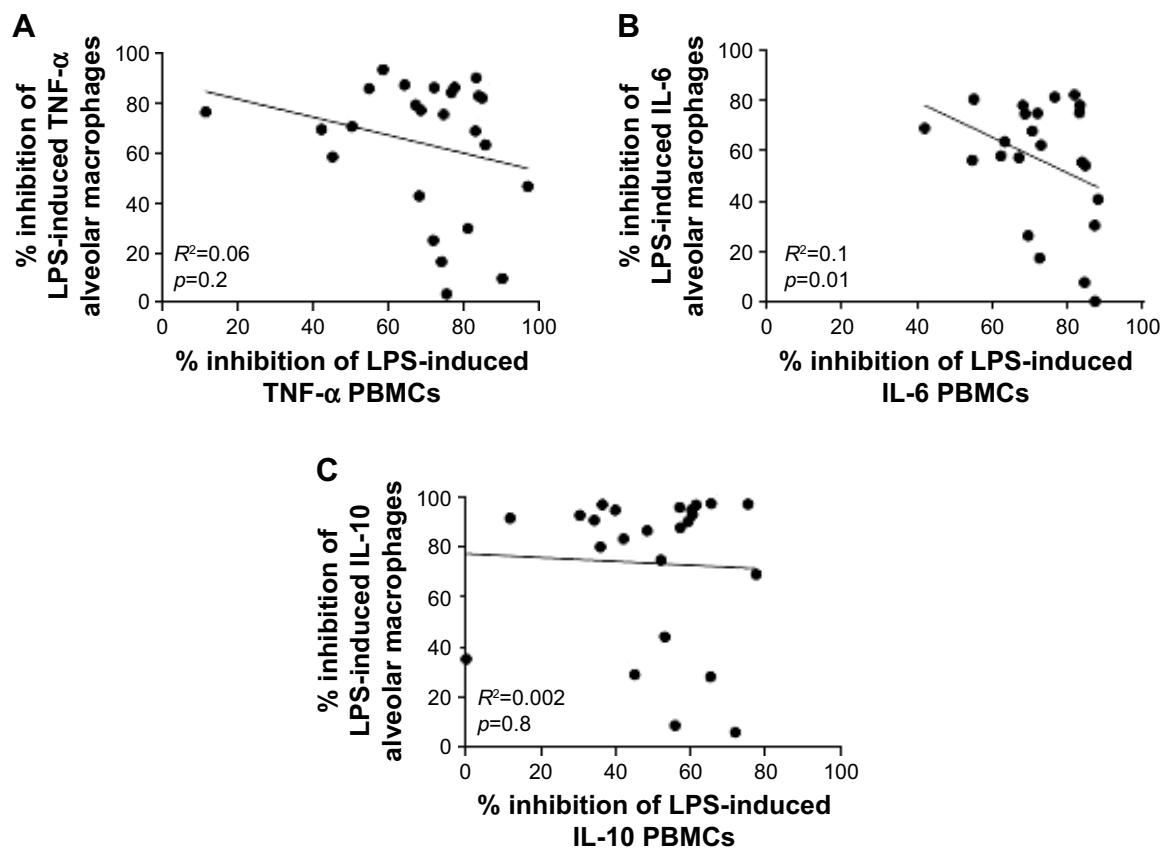 A
% inhibition of
LPS-induced TNF-α
alveolar macrophages
100
80
60
40
20
0
R²=0.06
p=0.2
0 20 40 60 80 100
% inhibition of LPS-induced
TNF-α PBMCs
B
% inhibition of
LPS-induced IL-6
alveolar macrophages
100
80
60
40
20
0
R²=0.1
p=0.01
0 20 40 60 80 100
% inhibition of LPS-induced
IL-6 PBMCs
C
% inhibition of
LPS-induced IL-10
alveolar macrophages
100
80
60
40
20
0
R²=0.002
p=0.8
0 20 40 60 80 100
% inhibition of LPS-induced
IL-10 PBMCs